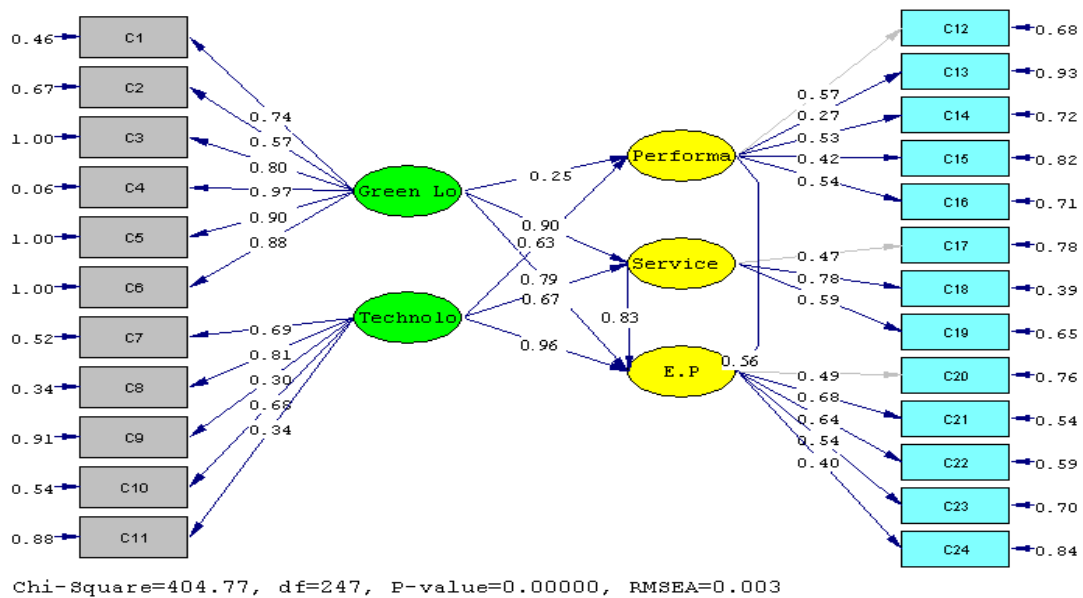 0.46 C1
0.67 C2
1.00 C3
0.06 C4
1.00 C5
1.00 C6
0.52 C7
0.34 C8
0.91 C9
0.54 C10
0.88 C11
0.74
0.57
0.80
0.97
0.90
0.88
0.69
0.81
0.30
0.68
0.34
Green Lo
Technolo
0.25
0.90
0.63
0.79
0.67
0.96
0.83
0.56
Performa
Service
E.P
0.57
0.27
0.53
0.42
0.54
0.47
0.78
0.59
0.49
0.68
0.64
0.54
0.40
C12 0.68
C13 0.93
C14 0.72
C15 0.82
C16 0.71
C17 0.78
C18 0.39
C19 0.65
C20 0.76
C21 0.54
C22 0.59
C23 0.70
C24 0.84
Chi-Square=404.77, df=247, P-value=0.00000, RMSEA=0.003